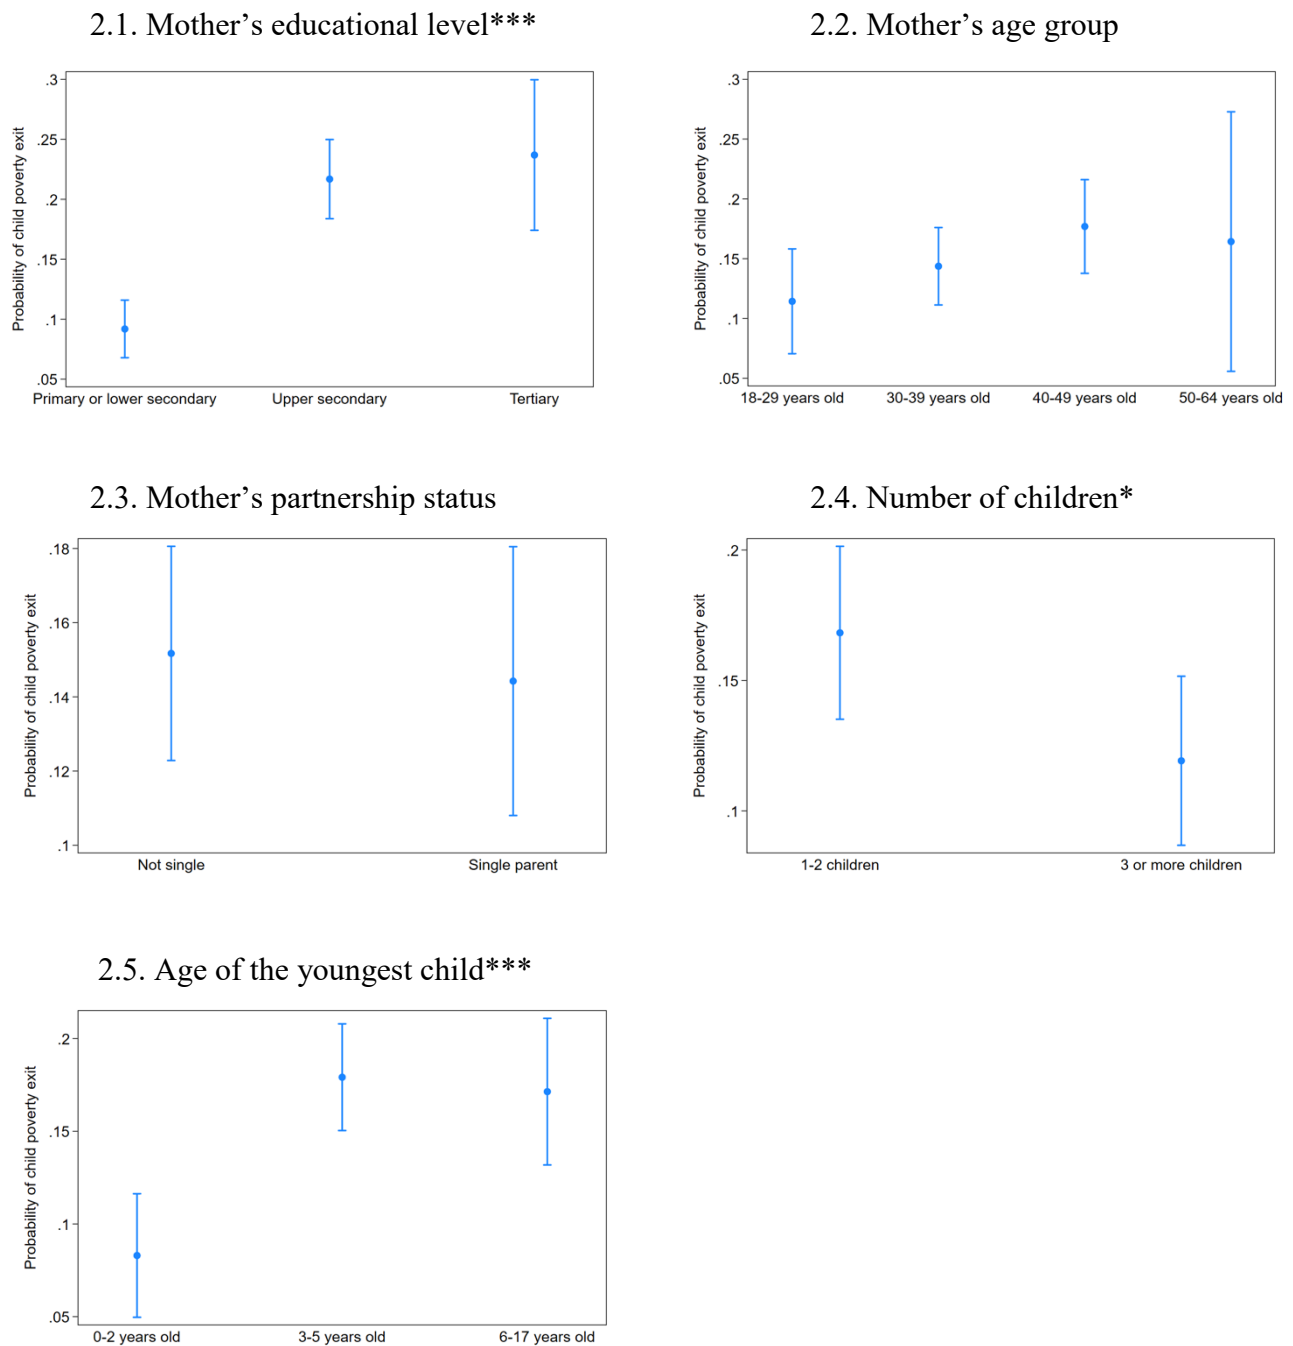 2.1. Mother’s educational level***
Probability of child poverty exit
.3
.25
.2
.15
.1
.05
Primary or lower secondary
Upper secondary
Tertiary
2.2. Mother’s age group
Probability of child poverty exit
.3
.25
.2
.15
.1
.05
18-29 years old
30-39 years old
40-49 years old
50-64 years old
2.3. Mother’s partnership status
Probability of child poverty exit
.18
.16
.14
.12
.1
Not single
Single parent
2.4. Number of children*
Probability of child poverty exit
.2
.15
.1
1-2 children
3 or more children
2.5. Age of the youngest child***
Probability of child poverty exit
.2
.15
.1
.05
0-2 years old
3-5 years old
6-17 years old